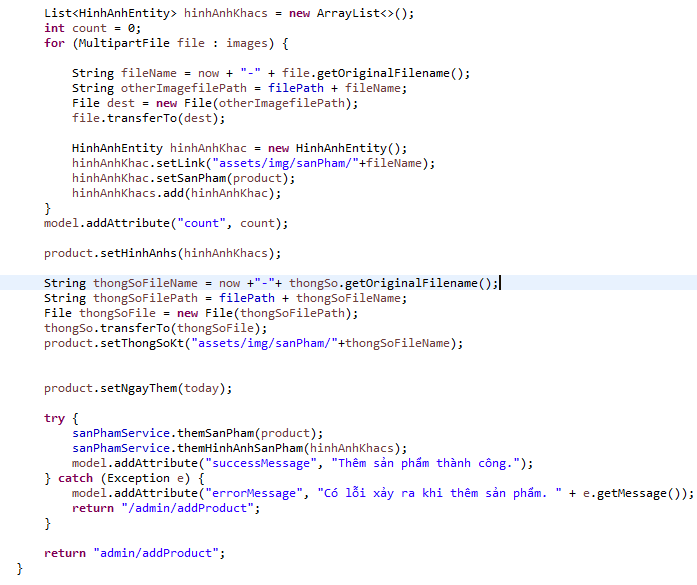 List<HinhAnhEntity> hinhAnhKhacs = new ArrayList<>();
int count = 0;
for (MultipartFile file : images) {
String fileName = now + "-" + file.getOriginalFilename();
String otherImagefilePath = filePath + fileName;
File dest = new File(otherImagefilePath);
file.transferTo(dest);
HinhAnhEntity hinhAnhKhac = new HinhAnhEntity();
hinhAnhKhac.setLink("assets/img/sanPham/"+fileName);
hinhAnhKhac.setSanPham(product);
hinhAnhKhacs.add(hinhAnhKhac);
}
model.addAttribute("count", count);
product.setHinhAnhs(hinhAnhKhacs);
String thongSoFileName = now +"-"+ thongSo.getOriginalFilename();
String thongSoFilePath = filePath + thongSoFileName;
File thongSoFile = new File(thongSoFilePath);
thongSo.transferTo(thongSoFile);
product.setThongSoKt("assets/img/sanPham/"+thongSoFileName);
product.setNgayThem(today);
try {
sanPhamService.themSanPham(product);
sanPhamService.themHinhAnhSanPham(hinhAnhKhacs);
model.addAttribute("successMessage", "Thêm sản phẩm thành công.");
} catch (Exception e) {
model.addAttribute("errorMessage", "Có lỗi xảy ra khi thêm sản phẩm. " + e.getMessage());
return "/admin/addProduct";
}
return "admin/addProduct";
}